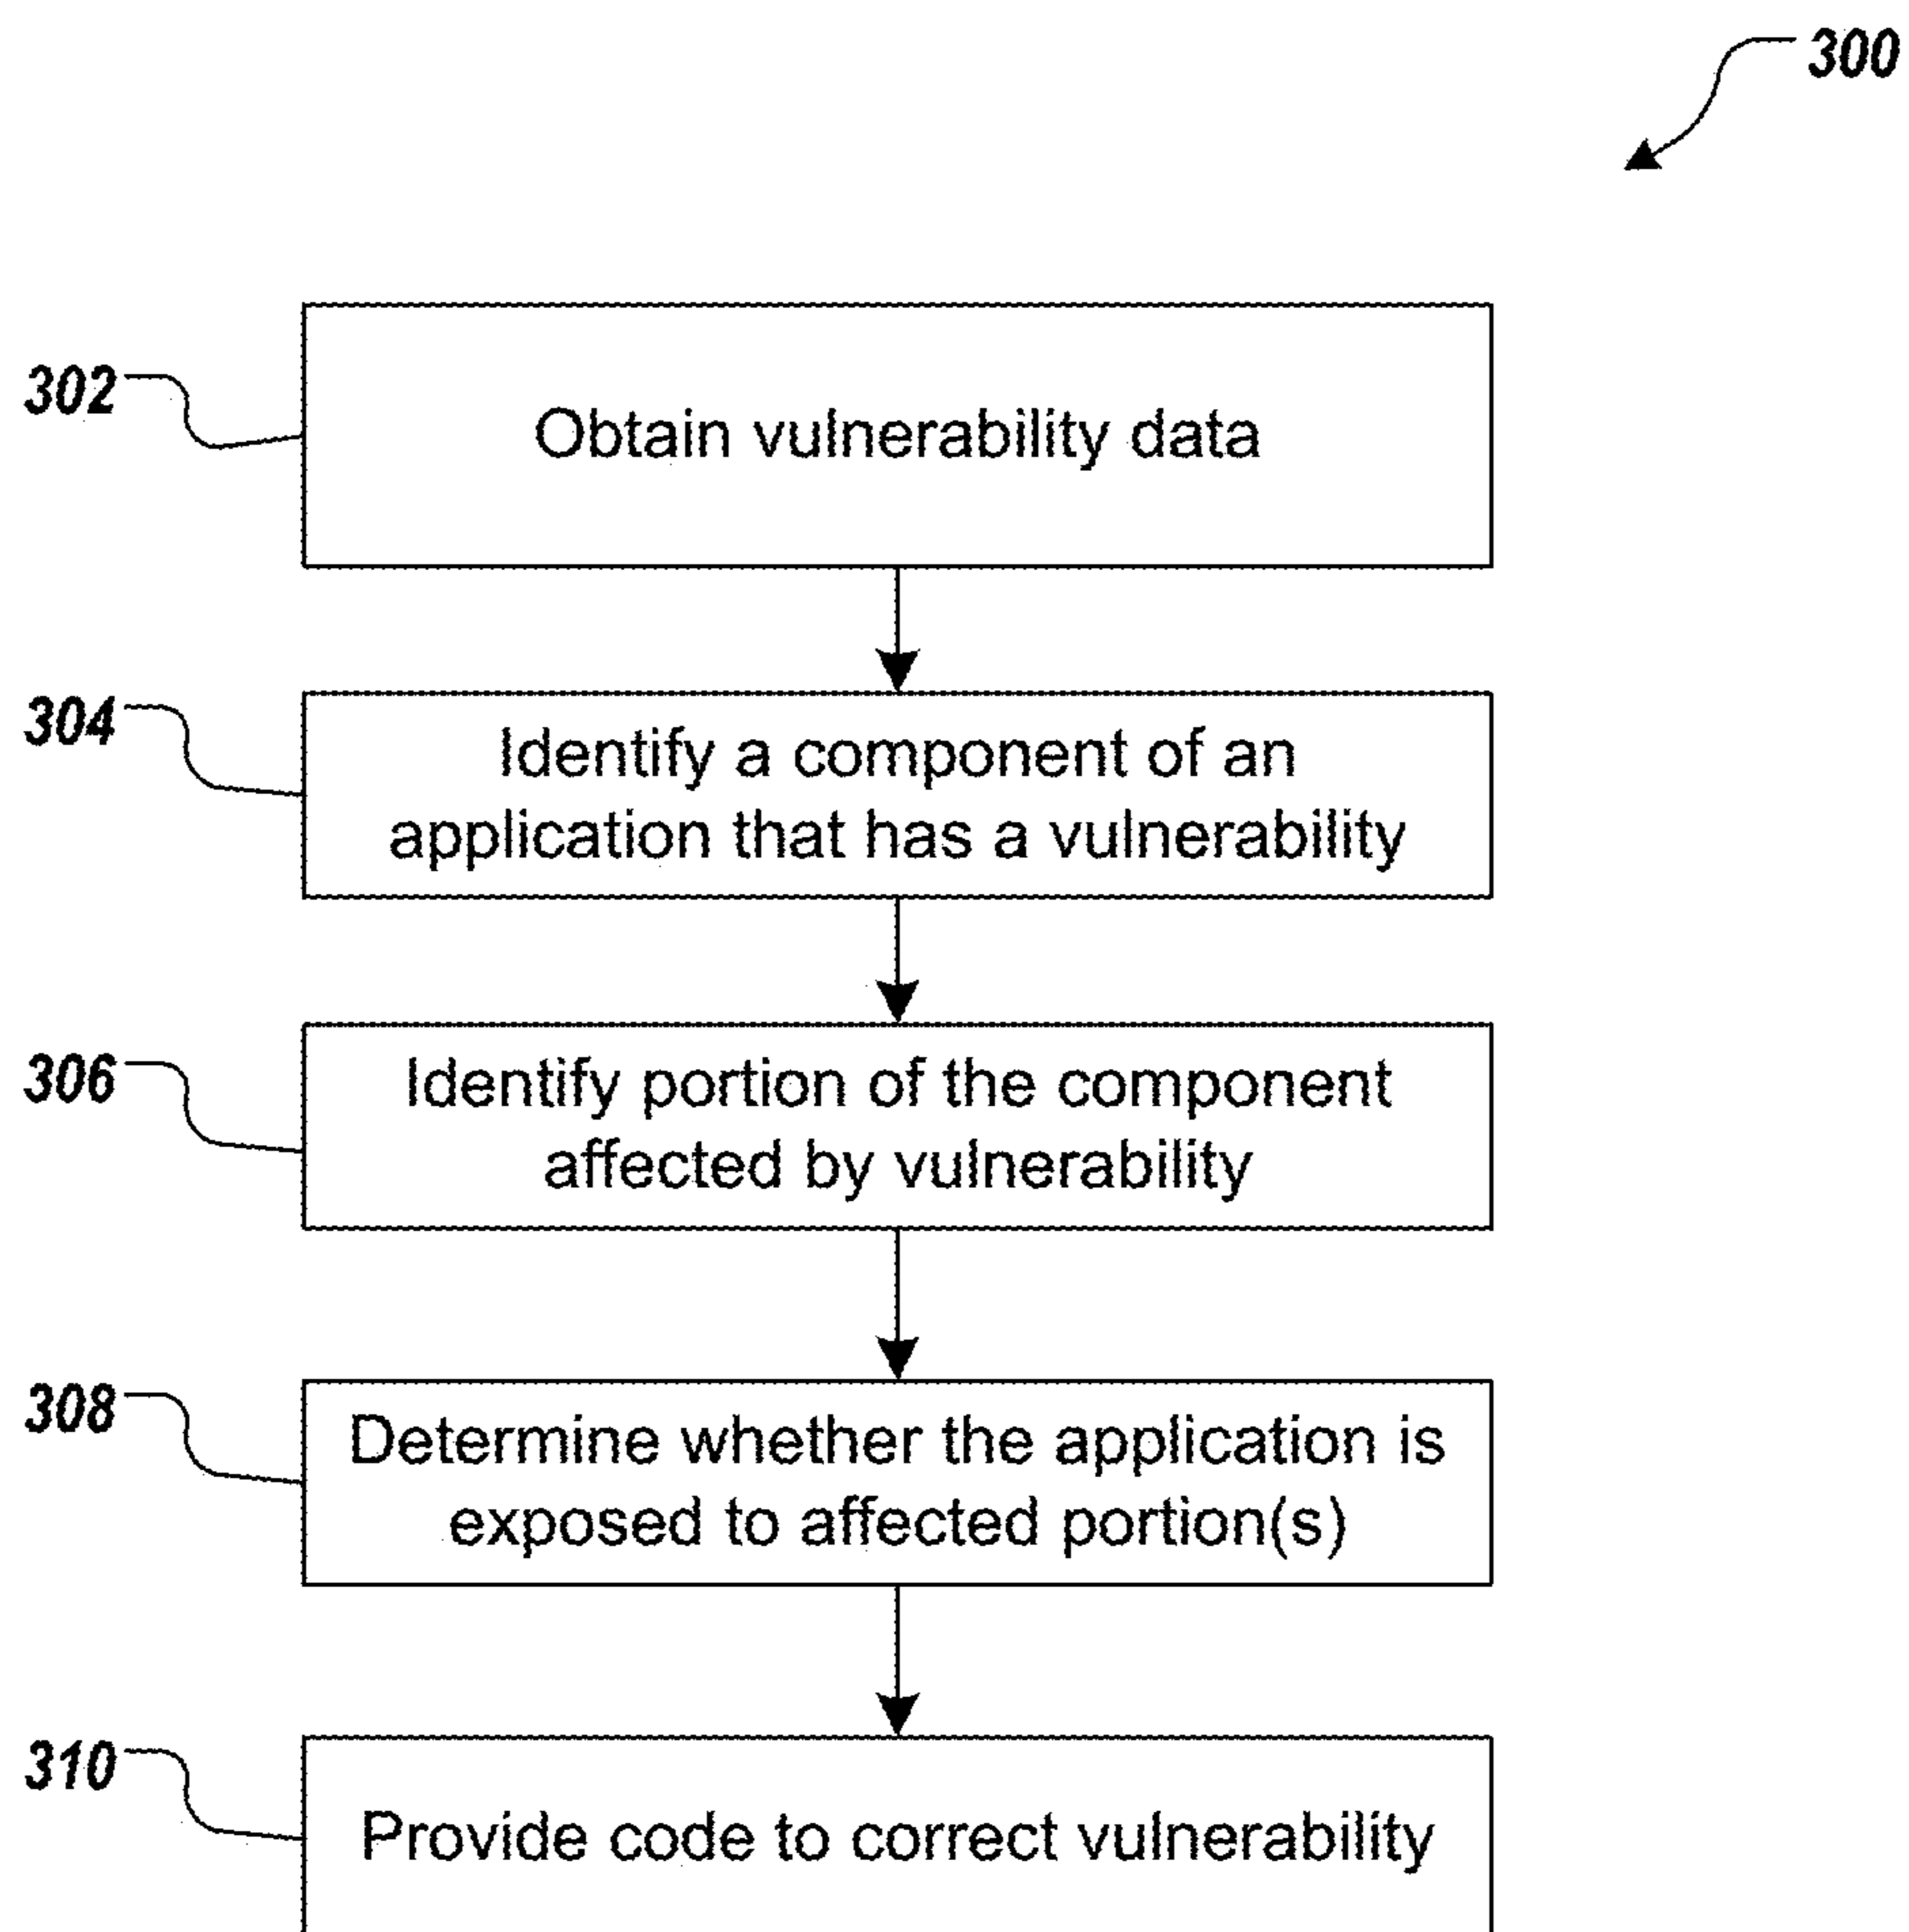 300
302
Obtain vulnerability data
304
Identify a component of an
application that has a vulnerability
306
Identify portion of the component
affected by vulnerability
308
Determine whether the application is
exposed to affected portion(s)
310
Provide code to correct vulnerability